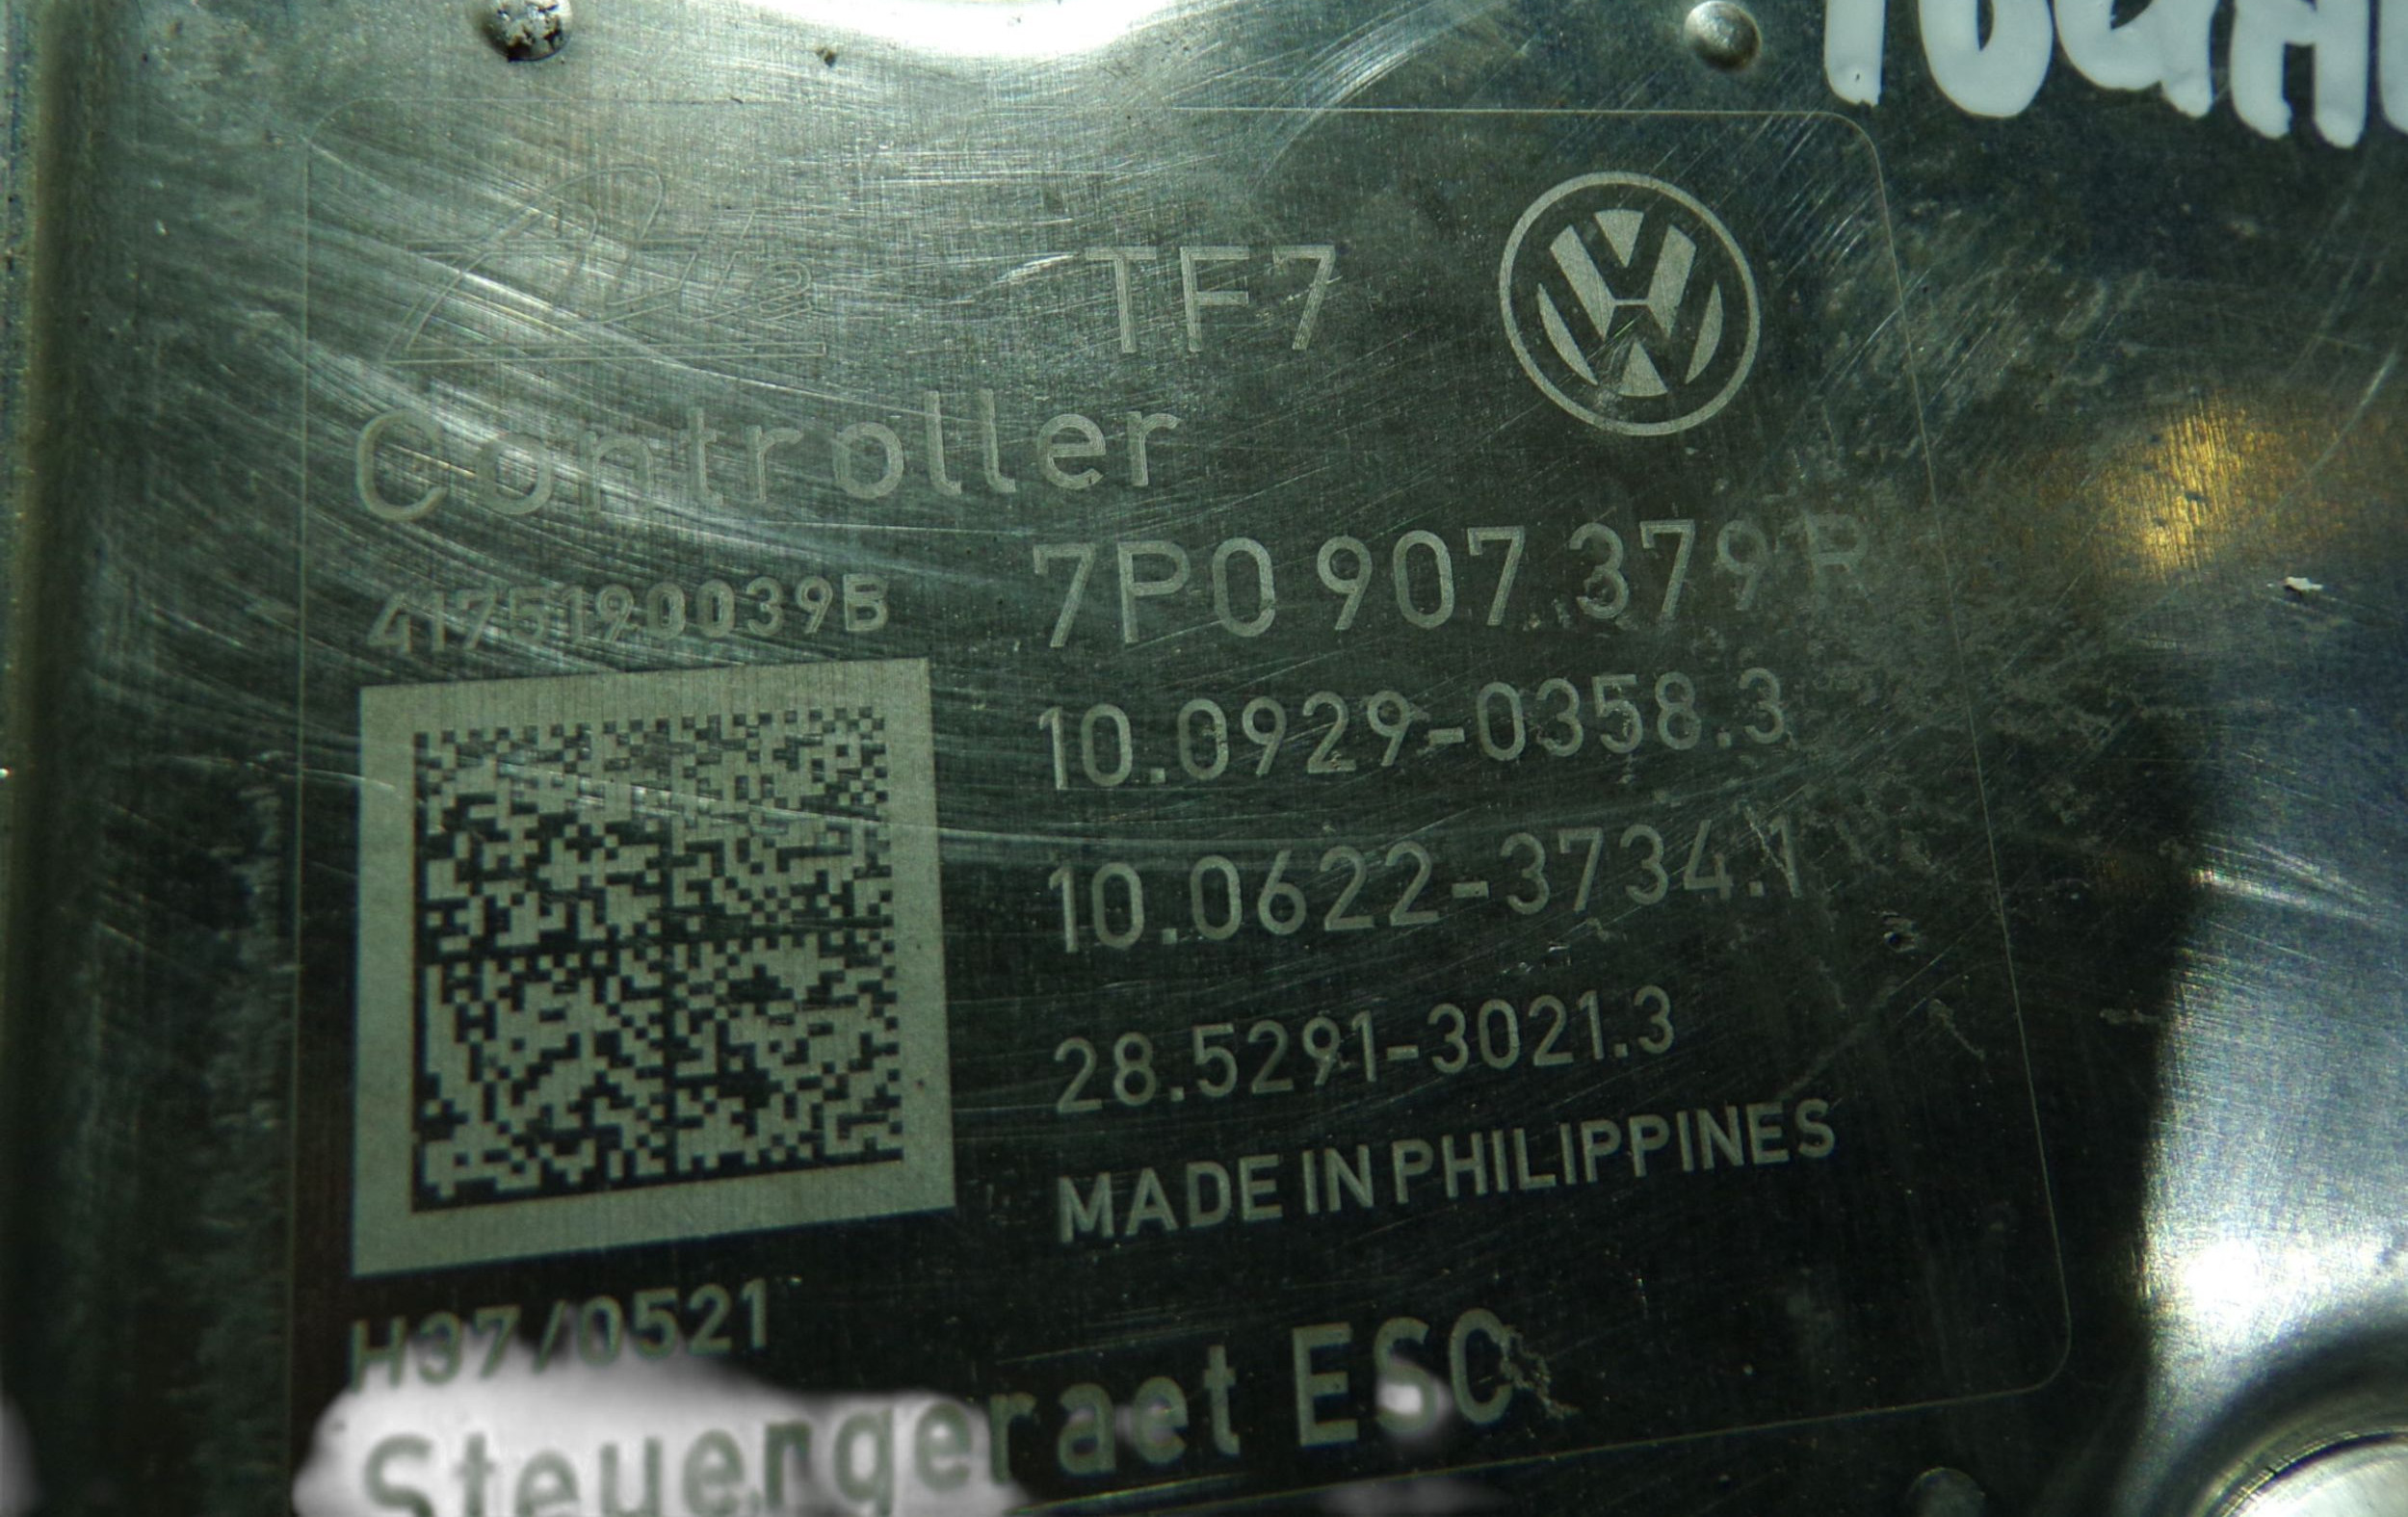 Ate TF7
Controller
7P0 907 379 R
41751900039B
10.0929-0358.3
10.0622-3734.1
28.5291-3021.3
MADE IN PHILIPPINES
H37/0521
Steuergeraet ESC